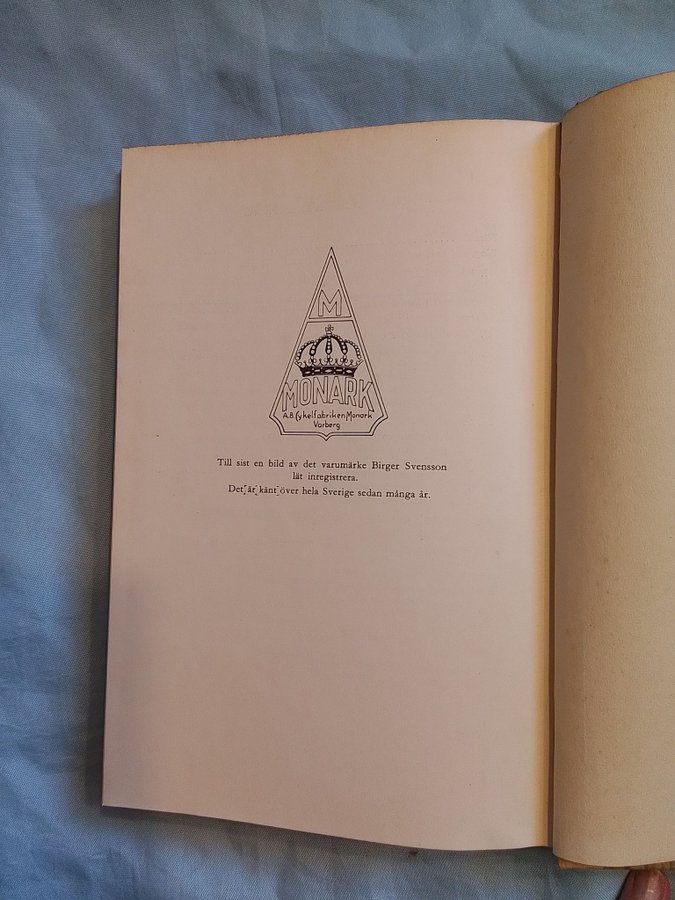 M
MONARK
A.B. Cykelfabriken Monark
Varberg
Till sist en bild av det varumärke Birger Svensson
lät inregistrera.
Det är känt över hela Sverige sedan många år.